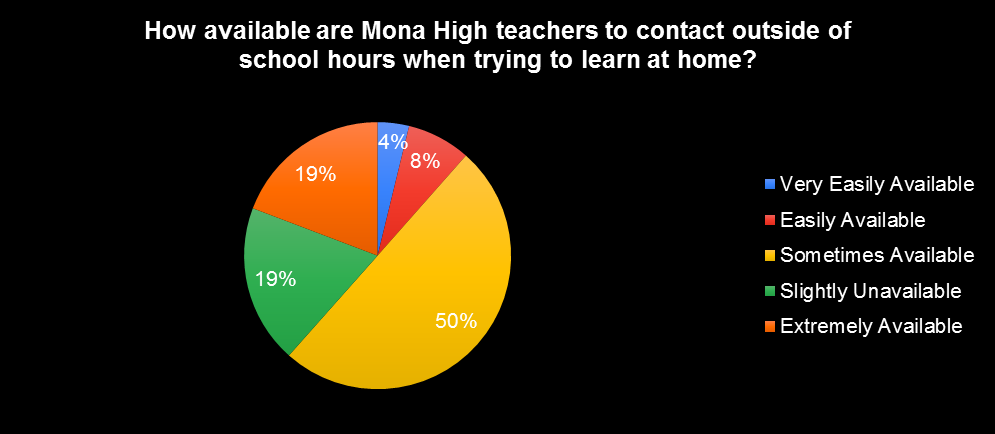 How available are Mona High teachers to contact outside of
school hours when trying to learn at home?
4%
8%
19%
19%
50%
Very Easily Available
Easily Available
Sometimes Available
Slightly Unavailable
Extremely Available